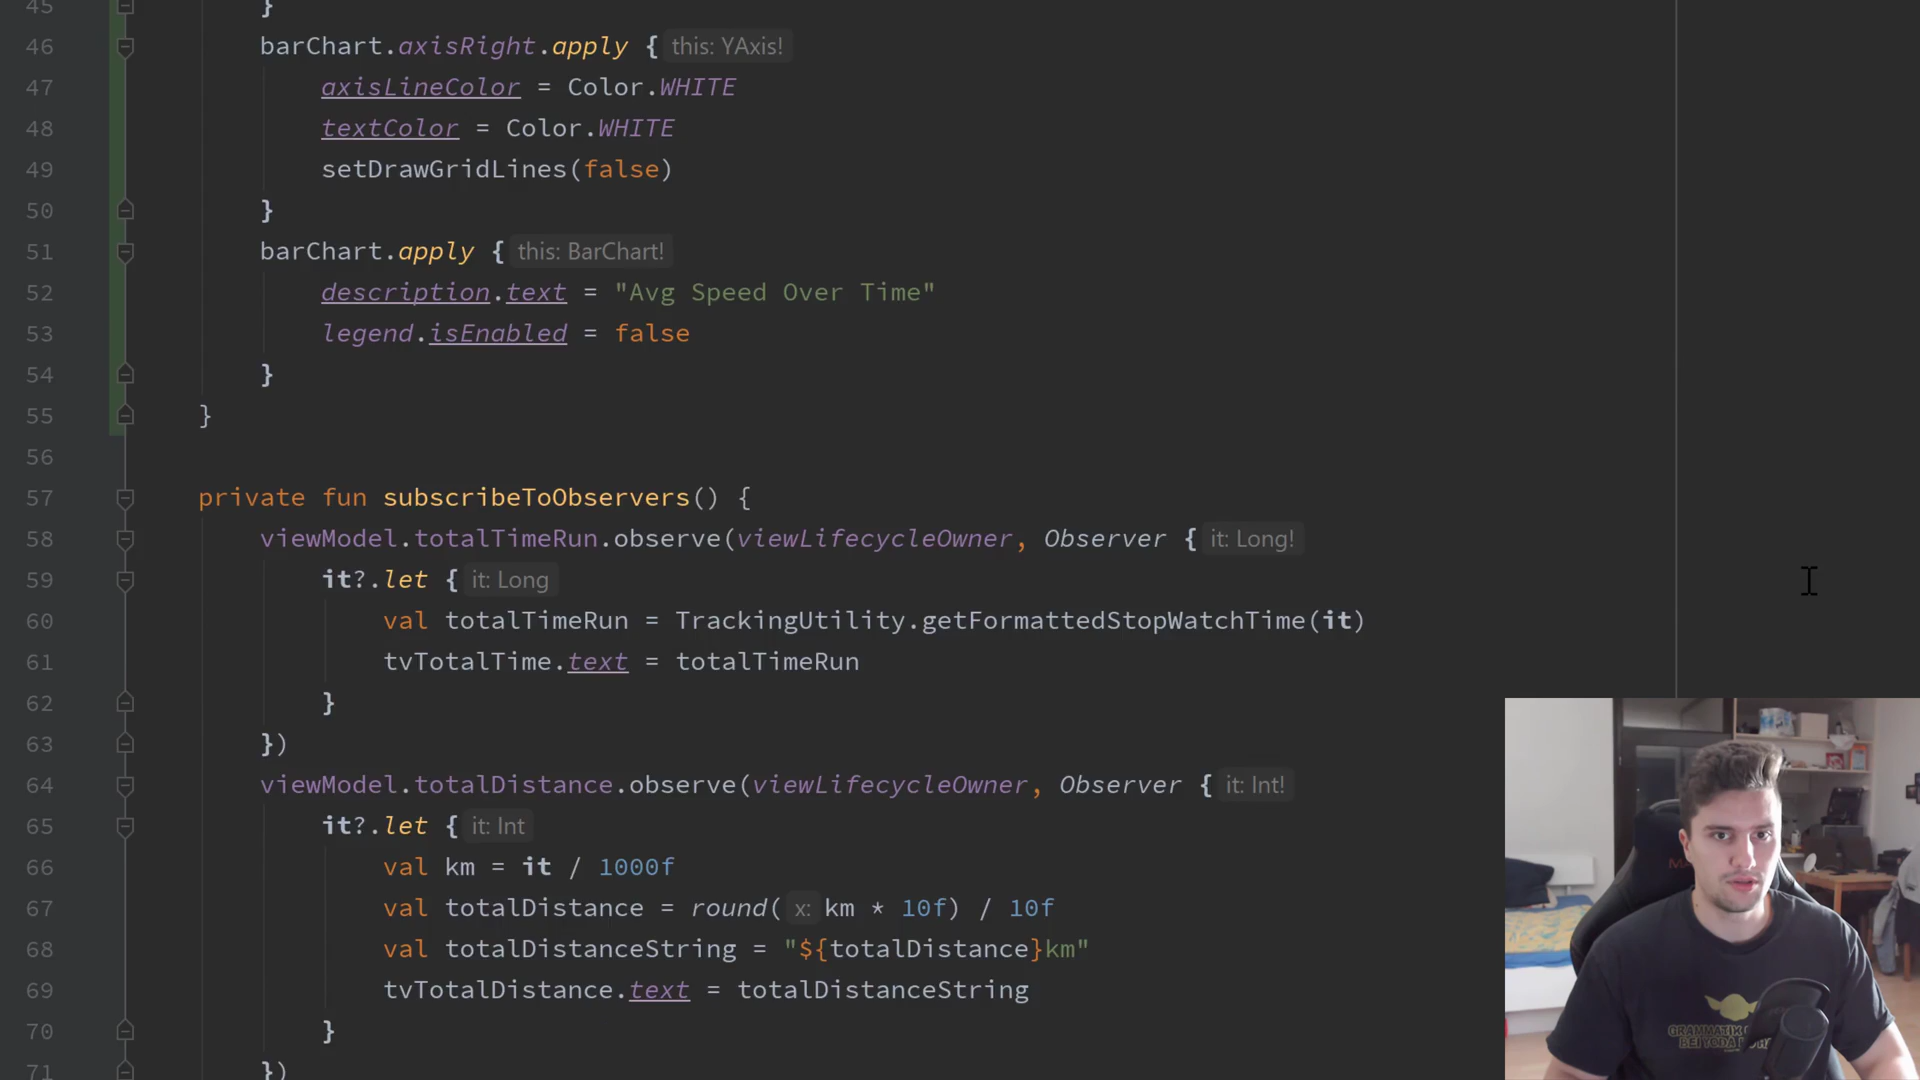 45 }
46 barChart.axisRight.apply { this: YAxis!
47 axisLineColor = Color.WHITE
48 textColor = Color.WHITE
49 setDrawGridLines(false)
50 }
51 barChart.apply { this: BarChart!
52 description.text = "Avg Speed Over Time"
53 legend.isEnabled = false
54 }
55 }
56
57 private fun subscribeToObservers() {
58 viewModel.totalTimeRun.observe(viewLifecycleOwner, Observer { it: Long!
59 it?.let { it: Long
60 val totalTimeRun = TrackingUtility.getFormattedStopWatchTime(it)
61 tvTotalTime.text = totalTimeRun
62 }
63 })
64 viewModel.totalDistance.observe(viewLifecycleOwner, Observer { it: Int!
65 it?.let { it: Int
66 val km = it / 1000f
67 val totalDistance = round( x: km * 10f) / 10f
68 val totalDistanceString = "${totalDistance}km"
69 tvTotalDistance.text = totalDistanceString
70 }
71 })
GRAMMATIK
BEI YODA